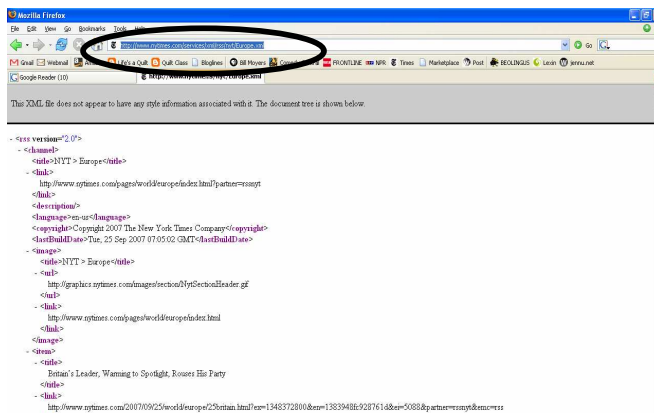 Mozilla Firefox
File Edit View Go Bookmarks Tools Help
http://www.nytimes.com/services/xml/rss/nyt/Europe.xml Go
Gmail Webmail Life's a Quilt Quilt Class Bloglines Bill Moyers FRONTLINE NPR Times Marketplace Post BEOLINGUS Lexin jennu.net
Google Reader (10) http://www.nytimes.com/nyt/Europe.xml
This XML file does not appear to have any style information associated with it. The document tree is shown below.
- <rss version="2.0">
- <channel>
<title>NYT > Europe</title>
- <link>
http://www.nytimes.com/pages/world/europe/index.html?partner=rssnyt
</link>
<description/>
<language>en-us</language>
<copyright>Copyright 2007 The New York Times Company</copyright>
<lastBuildDate>Tue, 25 Sep 2007 07:05:02 GMT</lastBuildDate>
- <image>
<title>NYT > Europe</title>
- <url>
http://graphics.nytimes.com/images/section/NytSectionHeader.gif
</url>
- <link>
http://www.nytimes.com/pages/world/europe/index.html
</link>
</image>
- <item>
- <title>
Britain's Leader, Warming to Spotlight, Rouses His Party
</title>
- <link>
http://www.nytimes.com/2007/09/25/world/europe/25britain.html?ex=1348372800&en=1383948fc928761d&ei=5088&partner=rssnyt&emc=rss